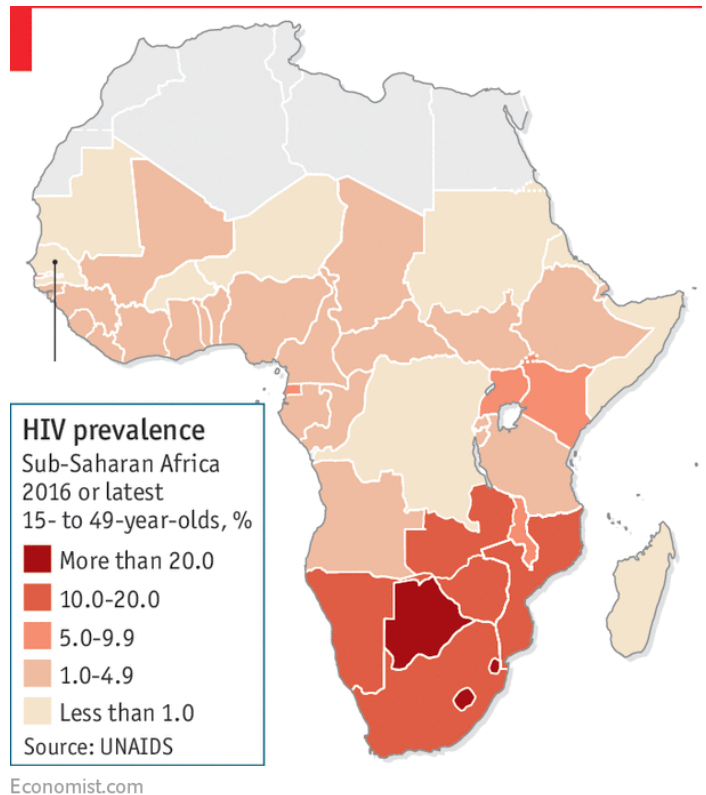 HIV prevalence
Sub-Saharan Africa
2016 or latest
15- to 49-year-olds, %
More than 20.0
10.0-20.0
5.0-9.9
1.0-4.9
Less than 1.0
Source: UNAIDS
Economist.com